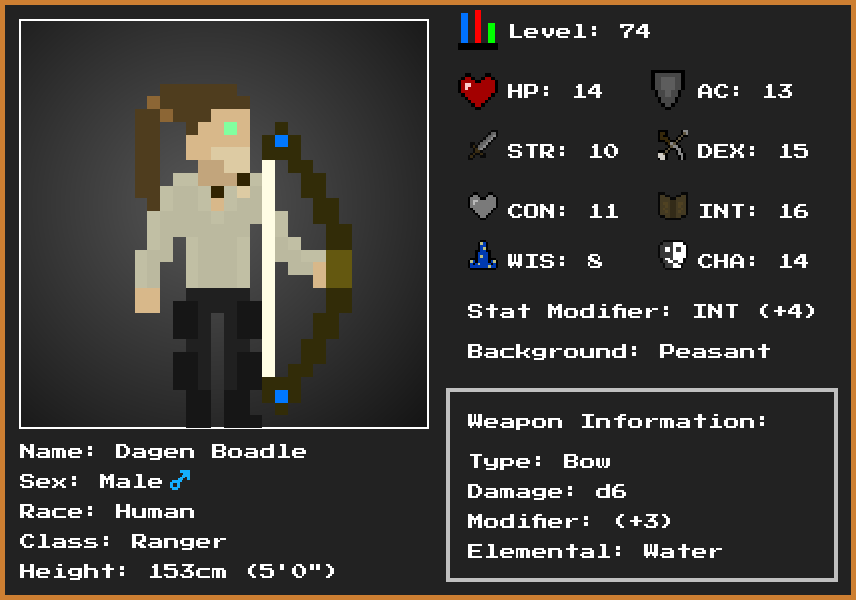 Level: 74
HP: 14 AC: 13
STR: 10 DEX: 15
CON: 11 INT: 16
WIS: 8 CHA: 14
Stat Modifier: INT (+4)
Background: Peasant
Weapon Information:
Type: Bow
Damage: d6
Modifier: (+3)
Elemental: Water
Name: Dagen Boadle
Sex: Male ♂
Race: Human
Class: Ranger
Height: 153cm (5'0")